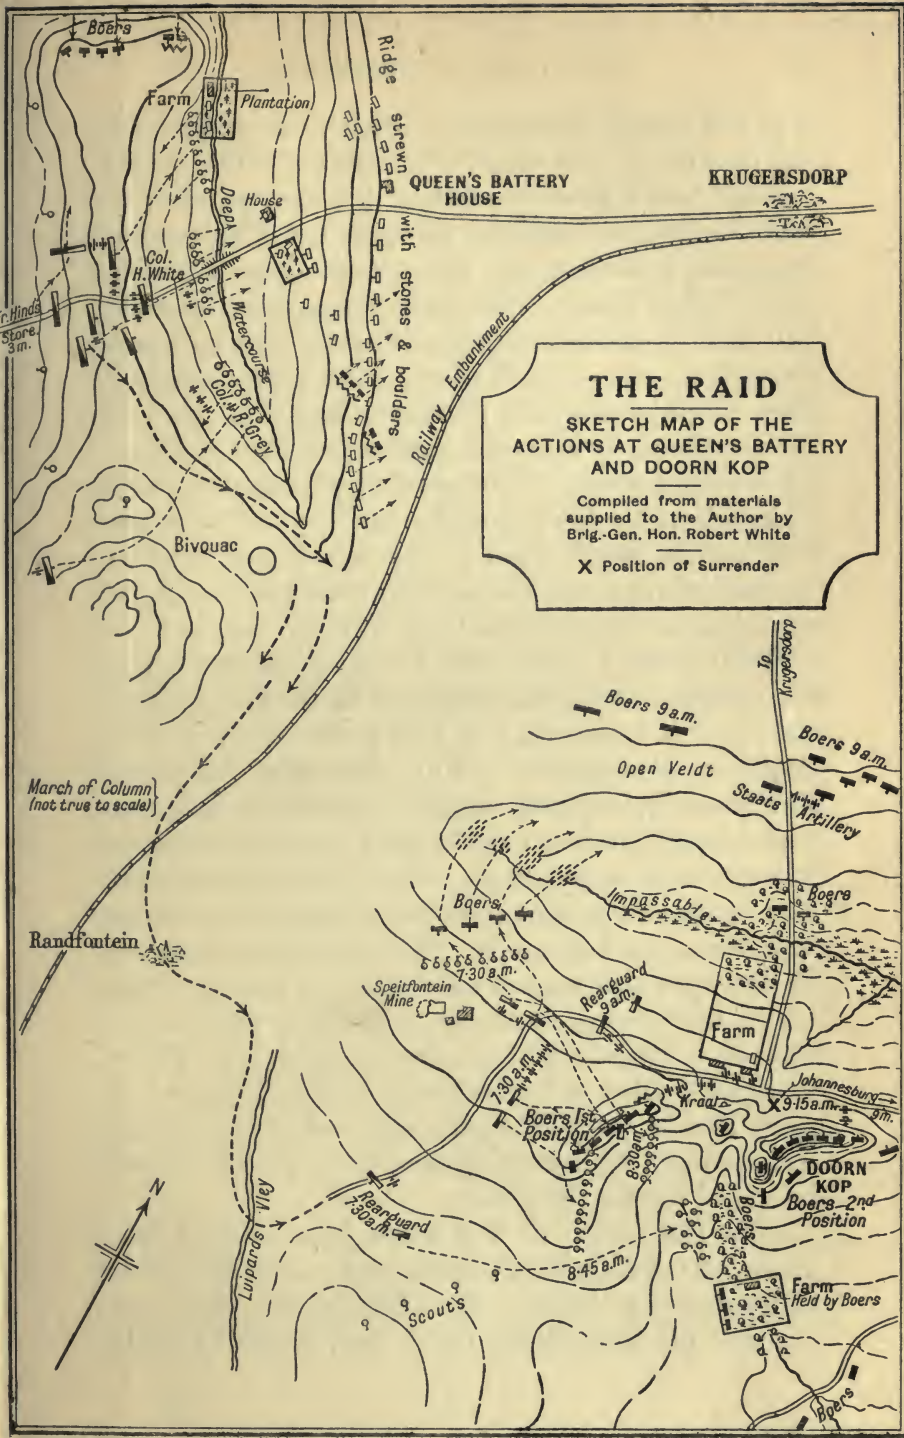 Boers
Farm
Plantation
Ridge strewn with stones & boulders
QUEEN'S BATTERY
HOUSE
KRUGERSDORP
House
Deep Watercourse
Col.
H. White
Hind's
Store
3 m.
Col. R. Grey
Railway Embankment
Bivouac
THE RAID
SKETCH MAP OF THE
ACTIONS AT QUEEN'S BATTERY
AND DOORN KOP
Compiled from materials
supplied to the Author by
Brig.-Gen. Hon. Robert White
X Position of Surrender
To
Krugersdorp
Boers 9 a.m.
Boers 9 a.m.
Open Veldt
Staats Artillery
March of Column
(not true to scale)
Boers
Impassable
Boers
Randfontein
7·30 a.m.
Speitfontein
Mine
Rearguard
9 a.m.
Farm
7·30 a.m.
Boers 1st
Position
8·30 a.m.
Kraal
Johannesburg
9 m.
X 9·15 a.m.
DOORN
KOP
Boers 2nd
Position
Boers
Rearguard
7·30 a.m.
8·45 a.m.
N
Luipards Vley
Scouts
Farm
Held by Boers
Boers